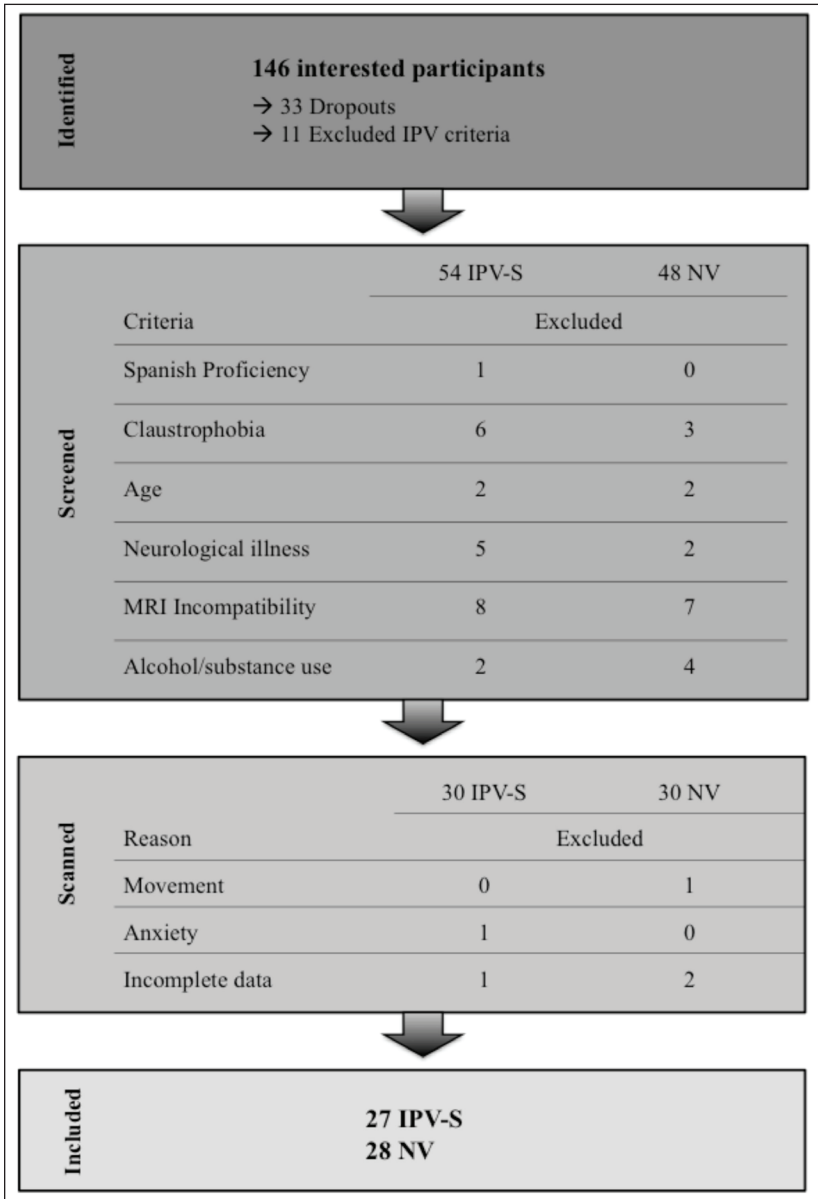 Identified
146 interested participants
→ 33 Dropouts
→ 11 Excluded IPV criteria
Screened
54 IPV-S 48 NV
Criteria Excluded
Spanish Proficiency 1 0
Claustrophobia 6 3
Age 2 2
Neurological illness 5 2
MRI Incompatibility 8 7
Alcohol/substance use 2 4
Scanned
30 IPV-S 30 NV
Reason Excluded
Movement 0 1
Anxiety 1 0
Incomplete data 1 2
Included
27 IPV-S
28 NV